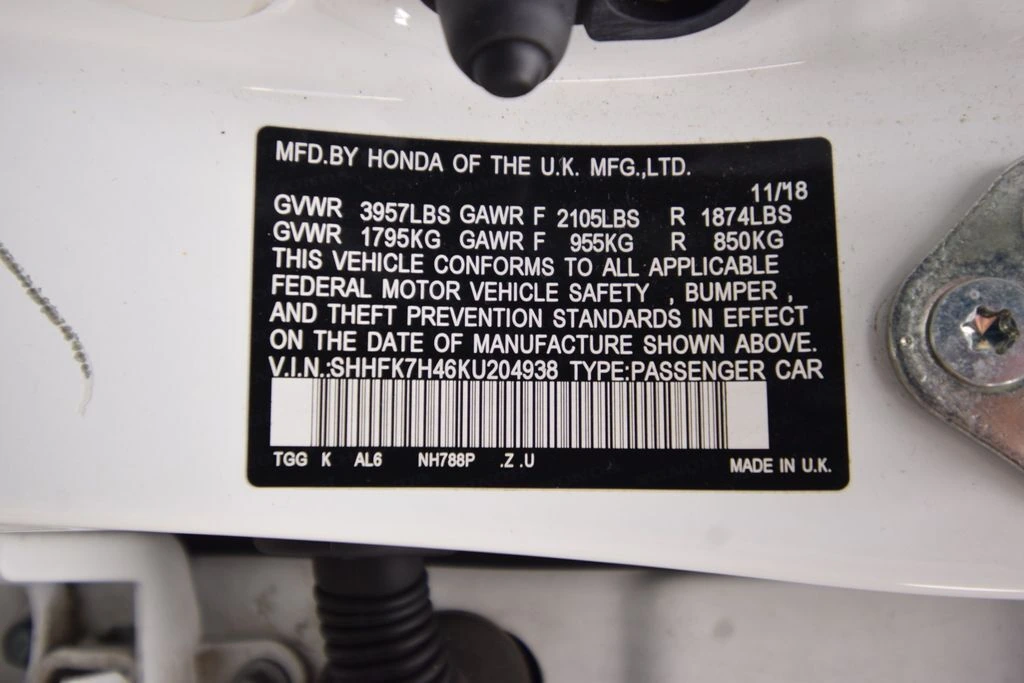 MFD.BY HONDA OF THE U.K. MFG.,LTD.
11/'18
GVWR 3957LBS GAWR F 2105LBS R 1874LBS
GVWR 1795KG GAWR F 955KG R 850KG
THIS VEHICLE CONFORMS TO ALL APPLICABLE
FEDERAL MOTOR VEHICLE SAFETY , BUMPER ,
AND THEFT PREVENTION STANDARDS IN EFFECT
ON THE DATE OF MANUFACTURE SHOWN ABOVE.
V.I.N.:SHHFK7H46KU204938 TYPE:PASSENGER CAR
TGG K AL6 NH788P .Z .U MADE IN U.K.